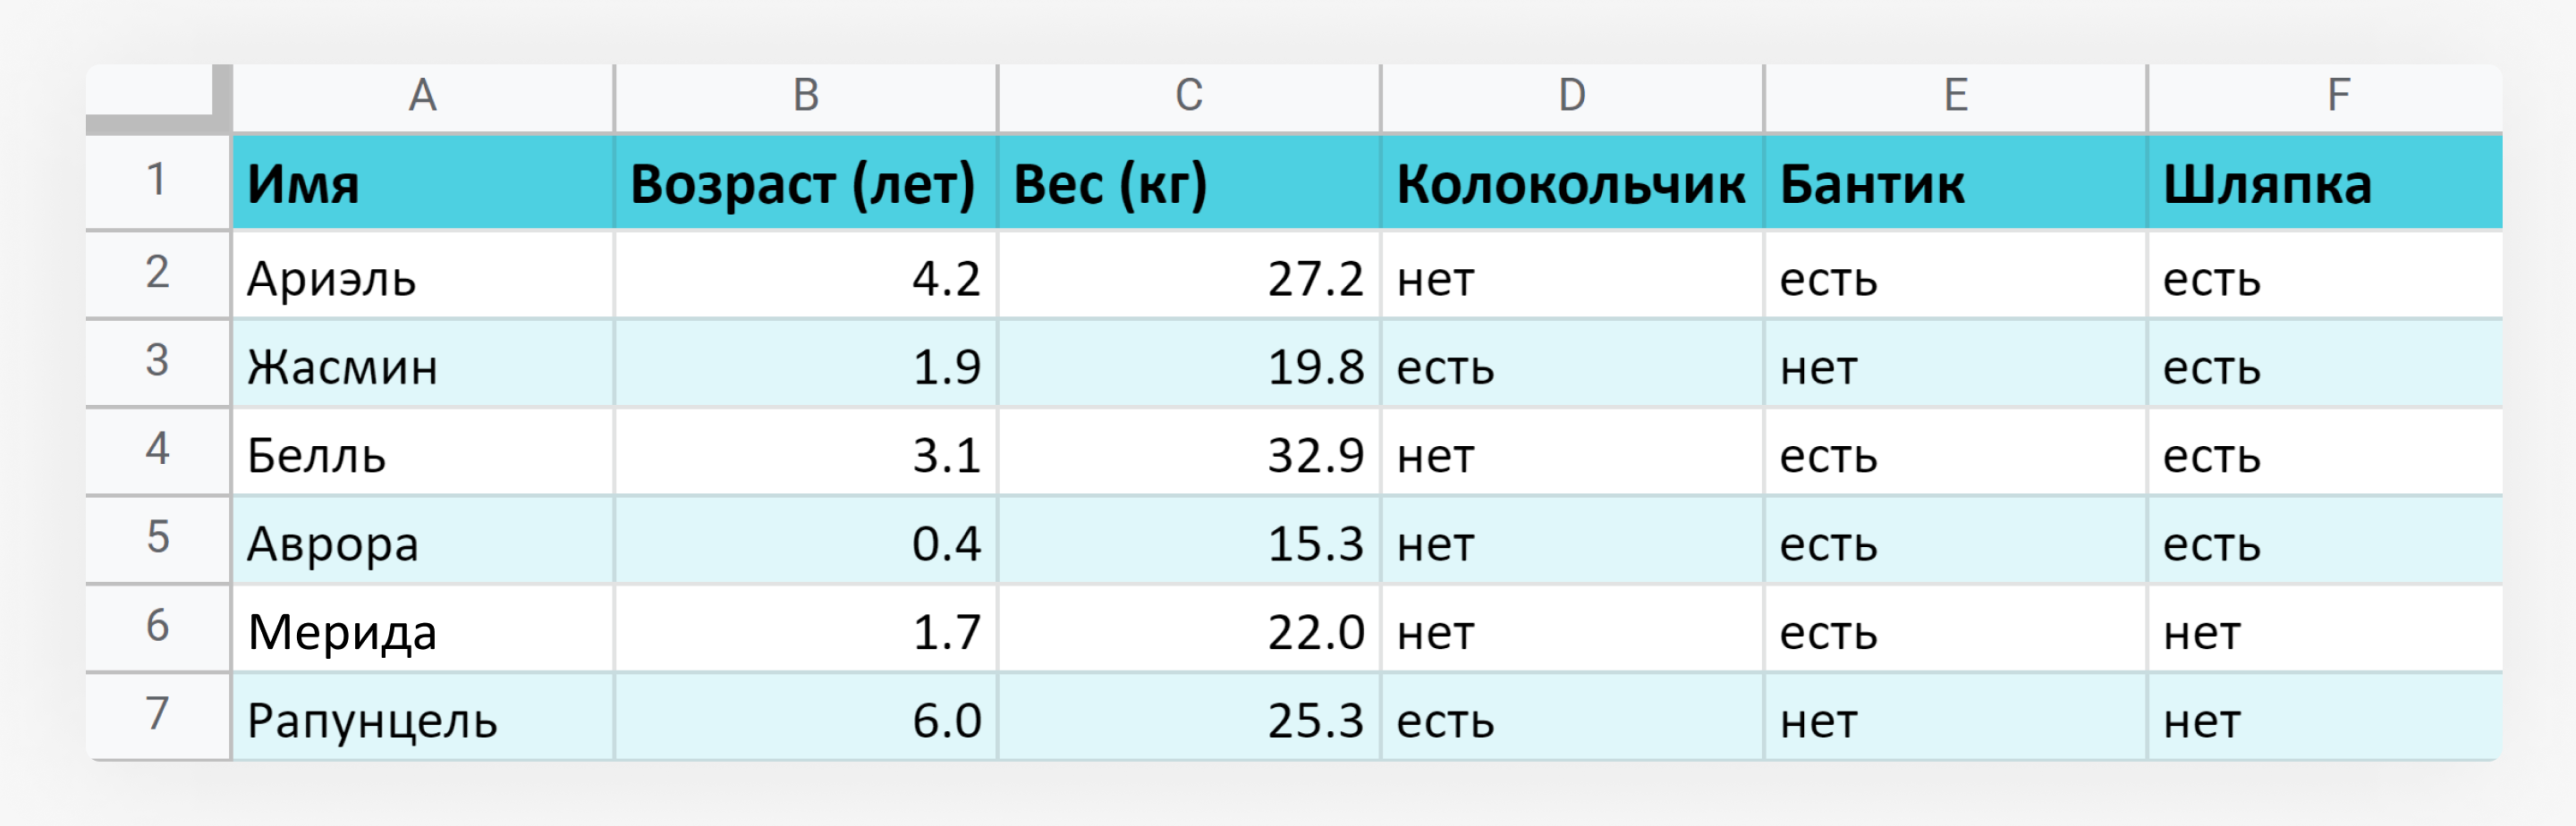 A B C D E F
1 Имя Возраст (лет) Вес (кг) Колокольчик Бантик Шляпка
2 Ариэль 4.2 27.2 нет есть есть
3 Жасмин 1.9 19.8 есть нет есть
4 Белль 3.1 32.9 нет есть есть
5 Аврора 0.4 15.3 нет есть есть
6 Мерида 1.7 22.0 нет есть нет
7 Рапунцель 6.0 25.3 есть нет нет